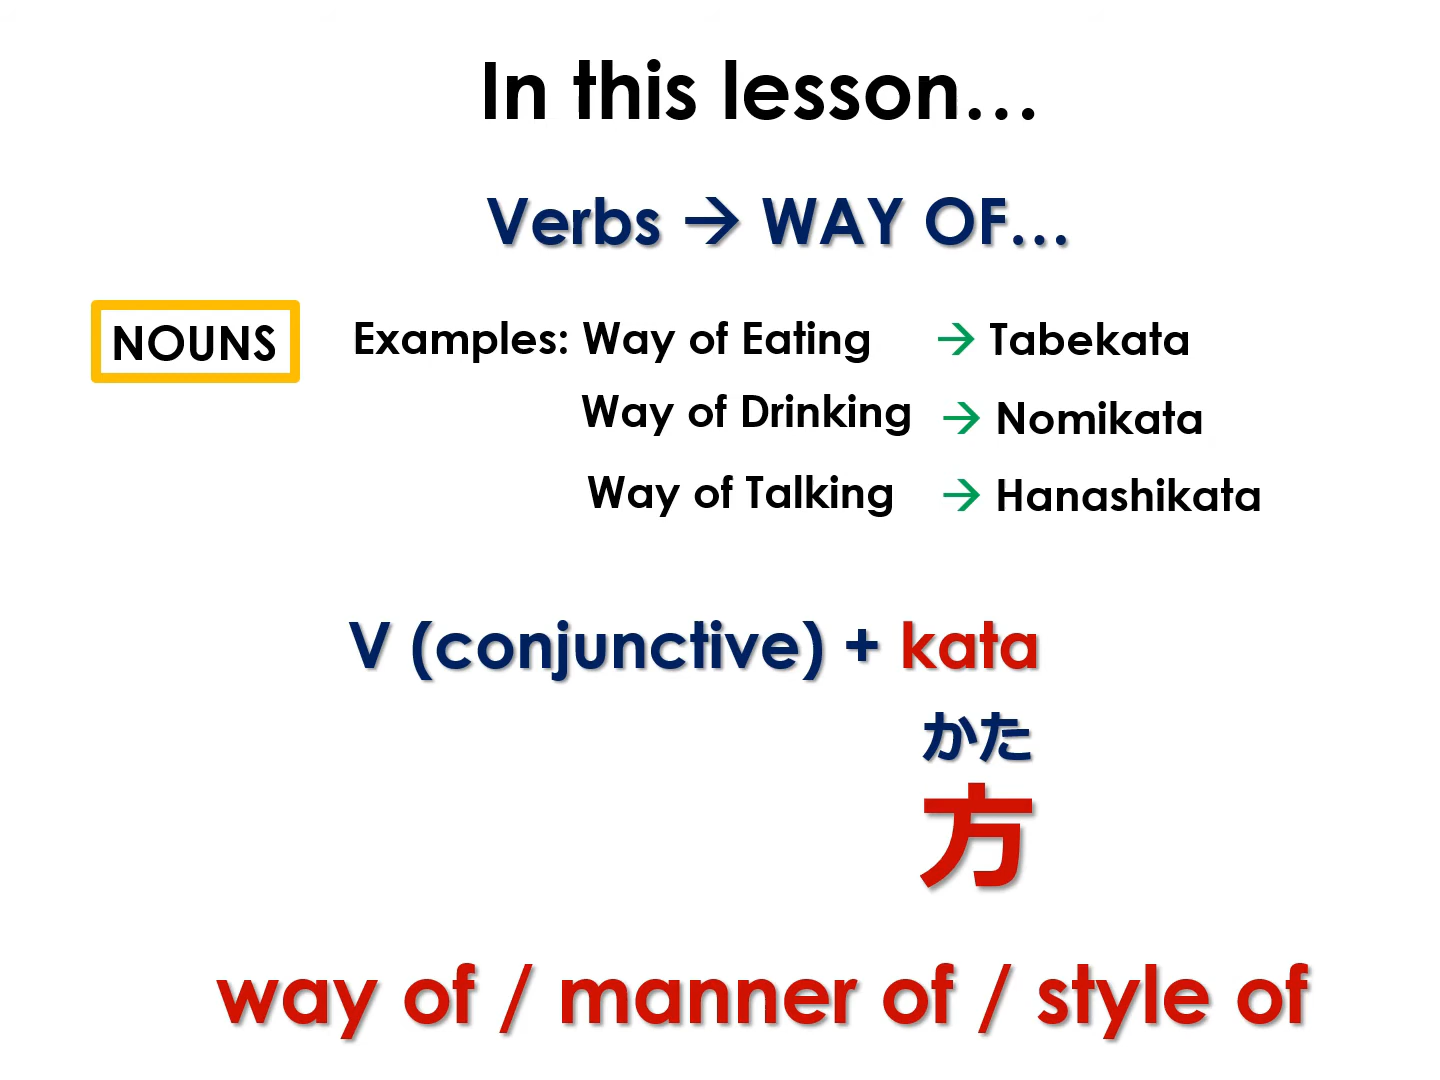 In this lesson...
Verbs → WAY OF...
NOUNS
Examples: Way of Eating → Tabekata
Way of Drinking → Nomikata
Way of Talking → Hanashikata
V (conjunctive) + kata
かた
方
way of / manner of / style of